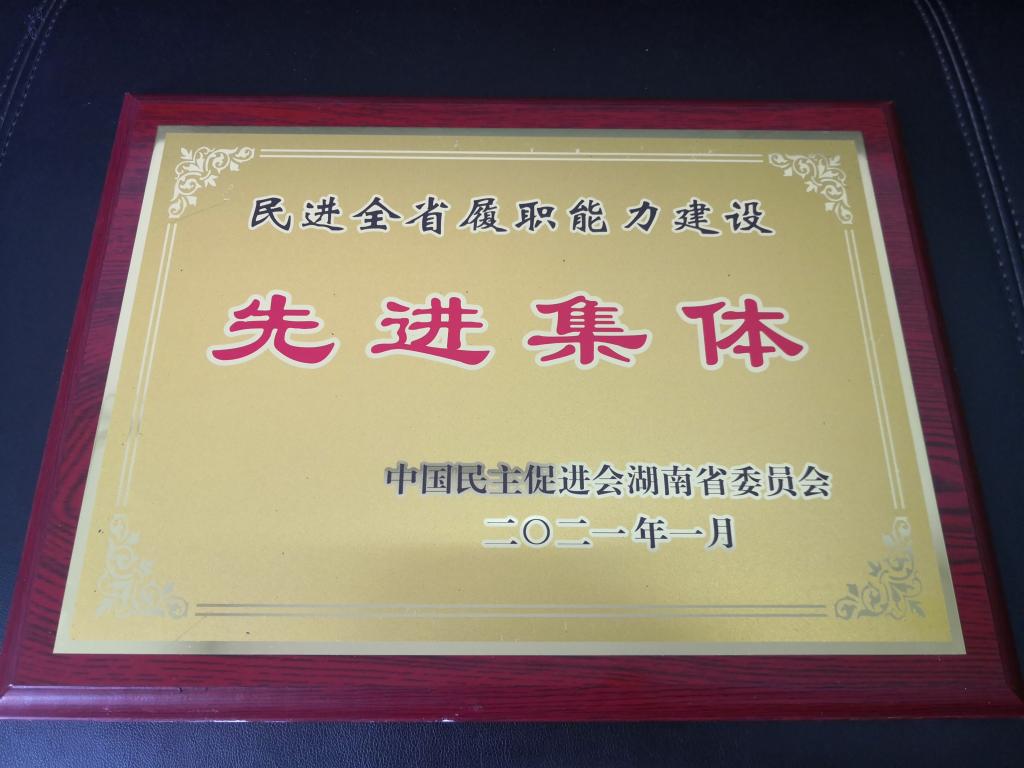 民进全省履职能力建设
先进集体
中国民主促进会湖南省委员会
二〇二一年一月